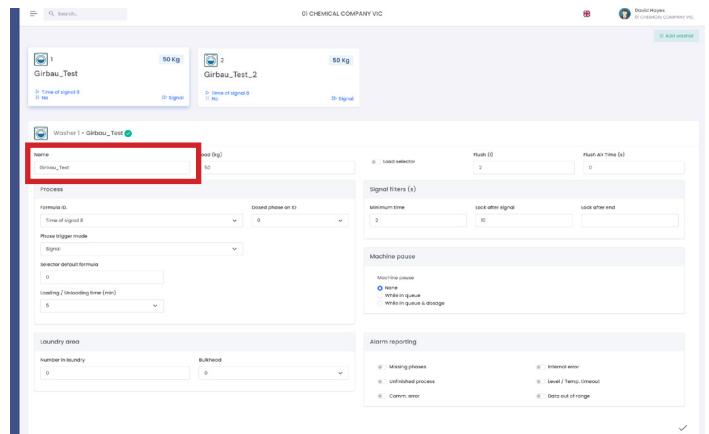 Search...
01 CHEMICAL COMPANY VIC
David Hayes
01 CHEMICAL COMPANY VIC
Add washer
1
50 Kg
Girbau_Test
Time of signal 8
No
Signal
2
50 Kg
Girbau_Test_2
Time of signal 8
No
Signal
Washer 1 - Girbau_Test
Name
Load (kg)
Load selector
Flush (l)
Flush Air Time (s)
Girbau_Test
50
2
0
Process
Formula ID.
Dosed phase on ID
Time of signal 8
0
Phase trigger mode
Signal
Selector default formula
0
Loading / Unloading time (min)
5
Signal filters (s)
Minimum time
Lock after signal
Lock after end
2
10
Machine pause
Machine pause
None
While in queue
While in queue & dosage
Laundry area
Number in laundry
Bulkhead
0
0
Alarm reporting
Missing phases
Internal error
Unfinished process
Level / Temp. timeout
Comm. error
Data out of range